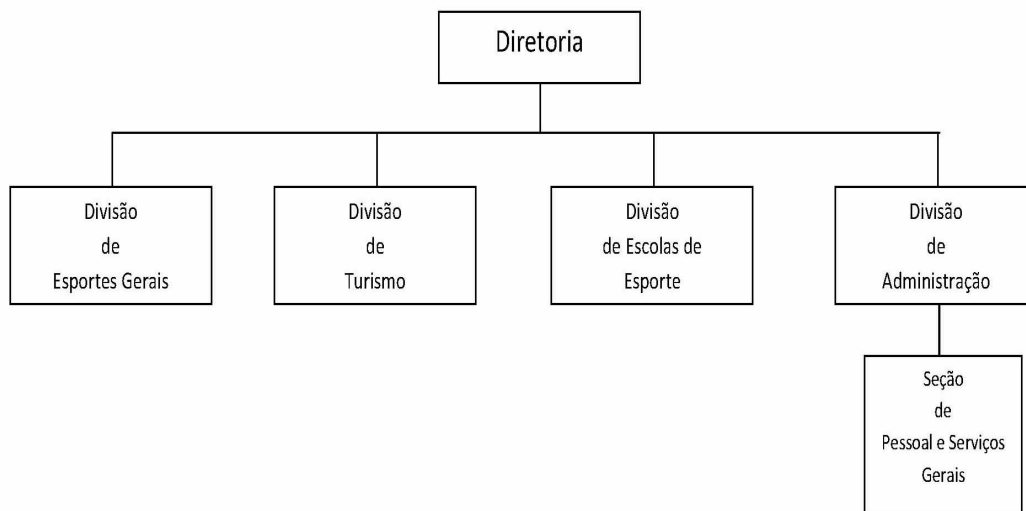 Diretoria
Divisão
de
Esportes Gerais
Divisão
de
Turismo
Divisão
de Escolas de
Esporte
Divisão
de
Administração
Seção
de
Pessoal e Serviços
Gerais